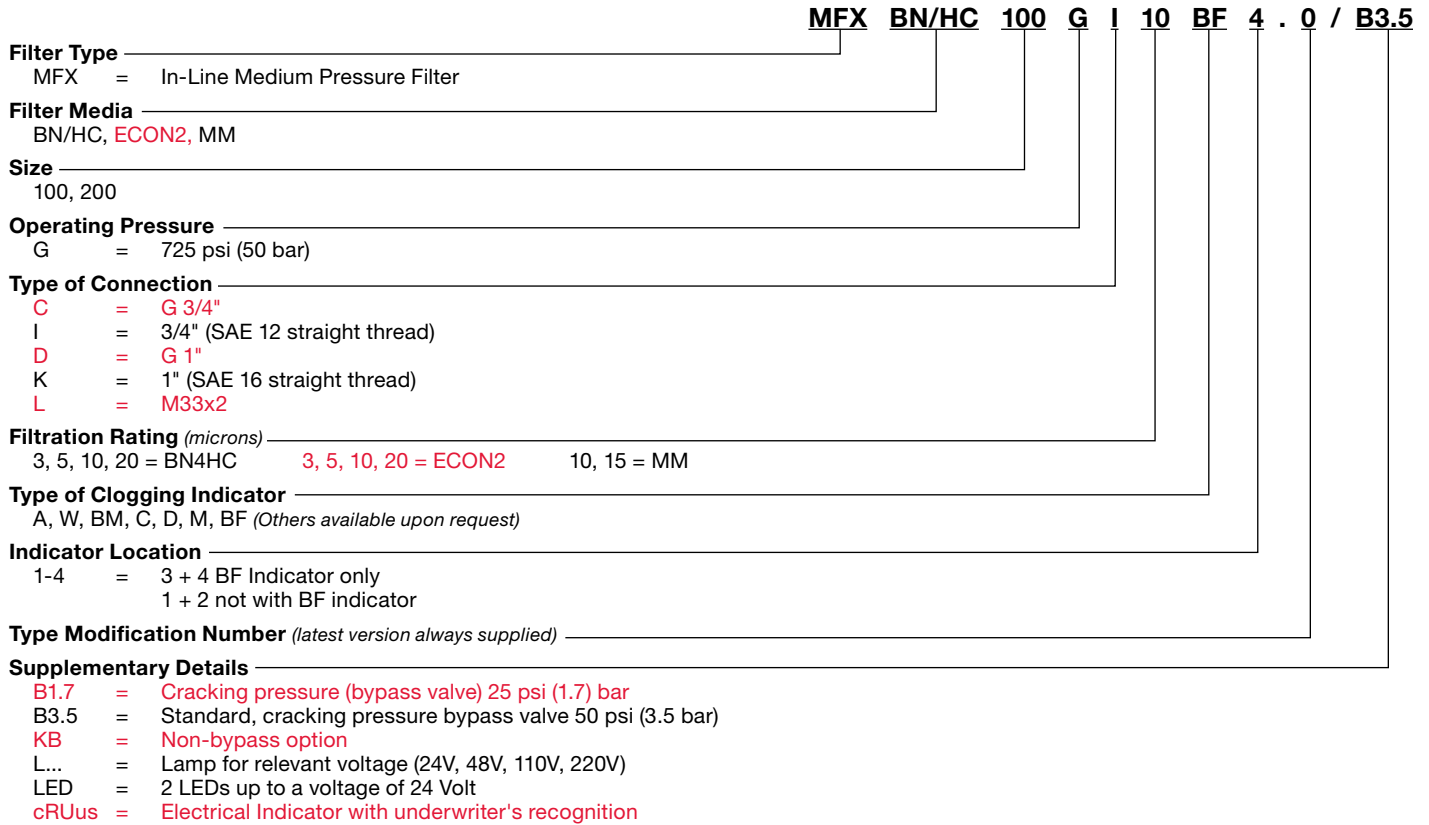 MFX BN/HC 100 G I 10 BF 4 . 0 / B3.5
Filter Type
MFX = In-Line Medium Pressure Filter
Filter Media
BN/HC, ECON2, MM
Size
100, 200
Operating Pressure
G = 725 psi (50 bar)
Type of Connection
C = G 3/4"
I = 3/4" (SAE 12 straight thread)
D = G 1"
K = 1" (SAE 16 straight thread)
L = M33x2
Filtration Rating (microns)
3, 5, 10, 20 = BN4HC 3, 5, 10, 20 = ECON2 10, 15 = MM
Type of Clogging Indicator
A, W, BM, C, D, M, BF (Others available upon request)
Indicator Location
1-4 = 3 + 4 BF Indicator only
1 + 2 not with BF indicator
Type Modification Number (latest version always supplied)
Supplementary Details
B1.7 = Cracking pressure (bypass valve) 25 psi (1.7) bar
B3.5 = Standard, cracking pressure bypass valve 50 psi (3.5 bar)
KB = Non-bypass option
L... = Lamp for relevant voltage (24V, 48V, 110V, 220V)
LED = 2 LEDs up to a voltage of 24 Volt
cRUus = Electrical Indicator with underwriter's recognition